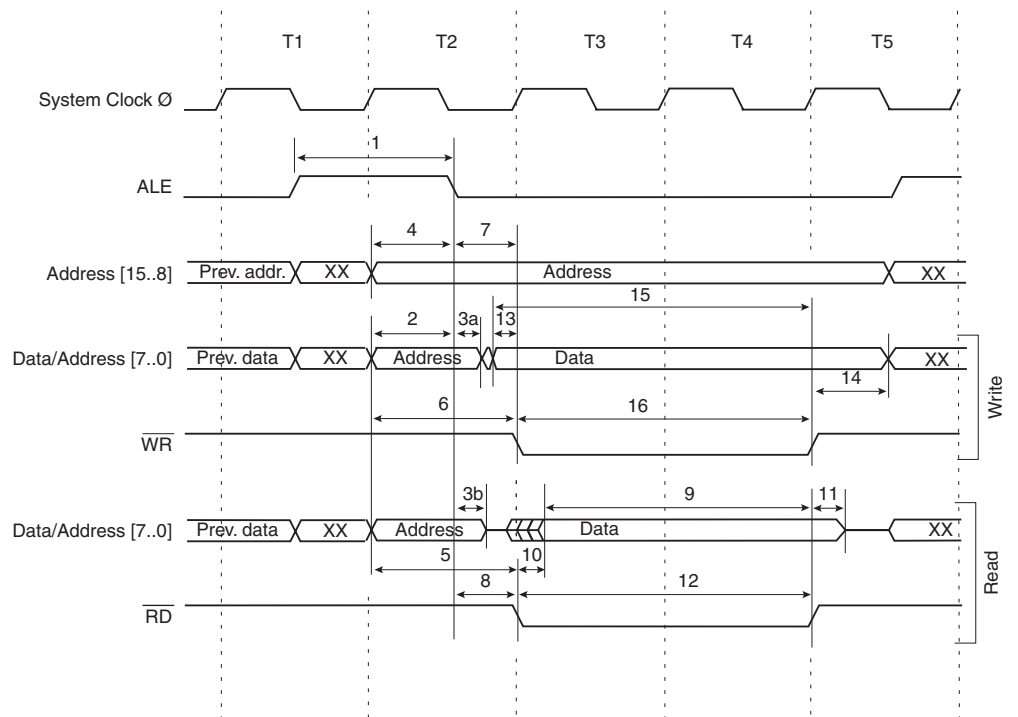 T1 T2 T3 T4 T5
System Clock Ø
1
ALE
4 7
Address [15..8] Prev. addr. XX Address XX
15
2 3a 13
Data/Address [7..0] Prev. data XX Address Data XX
14
6 16
WR
Write
3b 9 11
Data/Address [7..0] Prev. data XX Address Data XX
5 10
8 12
RD
Read